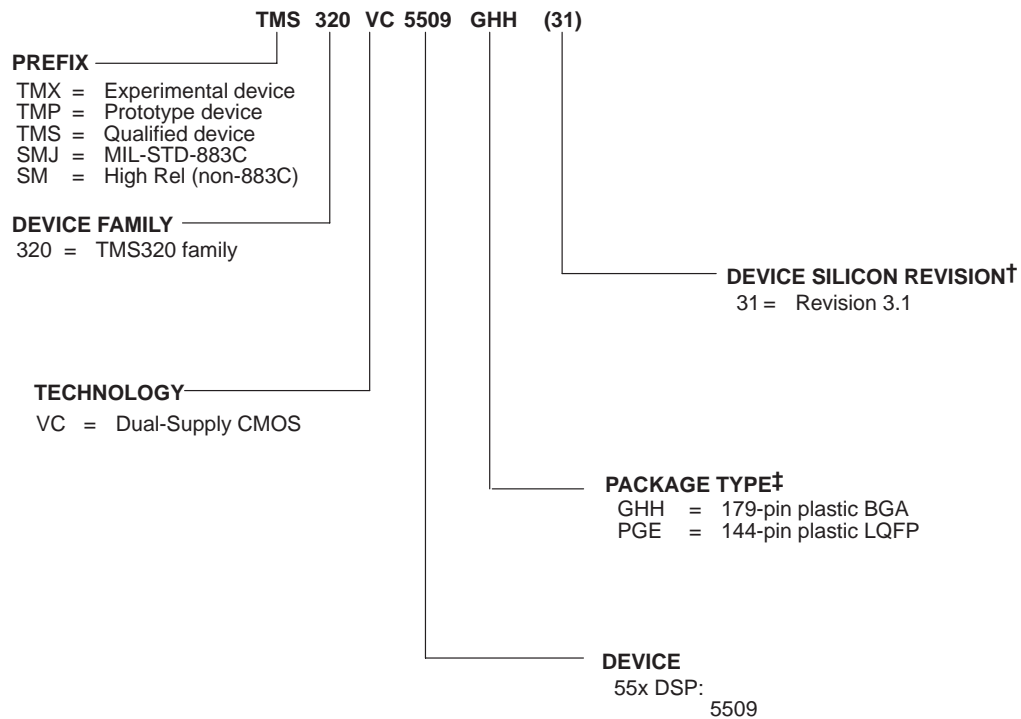 TMS 320 VC 5509 GHH (31)
PREFIX
TMX = Experimental device
TMP = Prototype device
TMS = Qualified device
SMJ = MIL-STD-883C
SM = High Rel (non-883C)
DEVICE FAMILY
320 = TMS320 family
DEVICE SILICON REVISION†
31 = Revision 3.1
TECHNOLOGY
VC = Dual-Supply CMOS
PACKAGE TYPE‡
GHH = 179-pin plastic BGA
PGE = 144-pin plastic LQFP
DEVICE
55x DSP:
5509